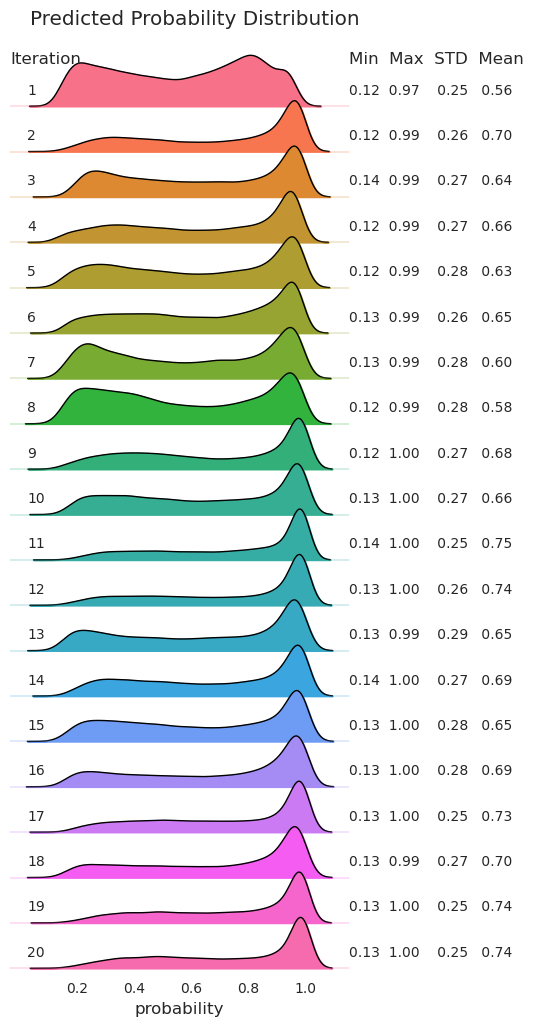 Predicted Probability Distribution
Iteration Min Max STD Mean
1 0.12 0.97 0.25 0.56
2 0.12 0.99 0.26 0.70
3 0.14 0.99 0.27 0.64
4 0.12 0.99 0.27 0.66
5 0.12 0.99 0.28 0.63
6 0.13 0.99 0.26 0.65
7 0.13 0.99 0.28 0.60
8 0.12 0.99 0.28 0.58
9 0.12 1.00 0.27 0.68
10 0.13 1.00 0.27 0.66
11 0.14 1.00 0.25 0.75
12 0.13 1.00 0.26 0.74
13 0.13 0.99 0.29 0.65
14 0.14 1.00 0.27 0.69
15 0.13 1.00 0.28 0.65
16 0.13 1.00 0.28 0.69
17 0.13 1.00 0.25 0.73
18 0.13 0.99 0.27 0.70
19 0.13 1.00 0.25 0.74
20 0.13 1.00 0.25 0.74
0.2 0.4 0.6 0.8 1.0
probability